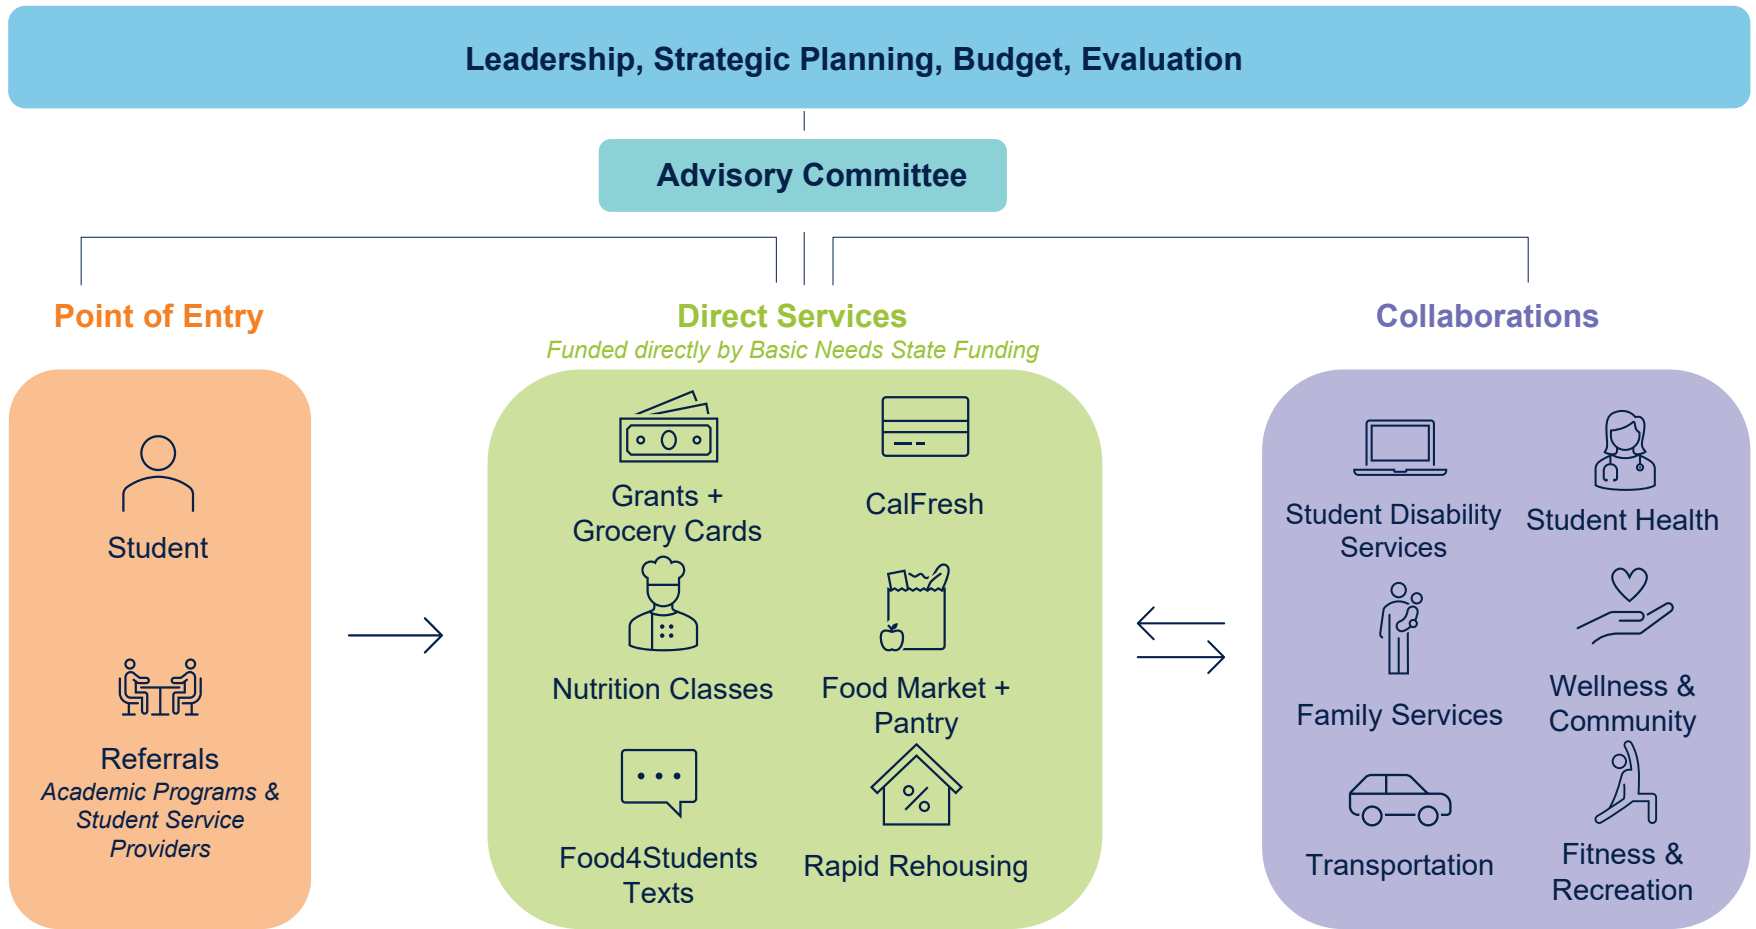 Leadership, Strategic Planning, Budget, Evaluation
Advisory Committee
Point of Entry
Student
Referrals
Academic Programs &
Student Service
Providers
Direct Services
Funded directly by Basic Needs State Funding
Grants +
Grocery Cards
CalFresh
Nutrition Classes
Food Market +
Pantry
Food4Students
Texts
Rapid Rehousing
Collaborations
Student Disability
Services
Student Health
Family Services
Wellness &
Community
Transportation
Fitness &
Recreation